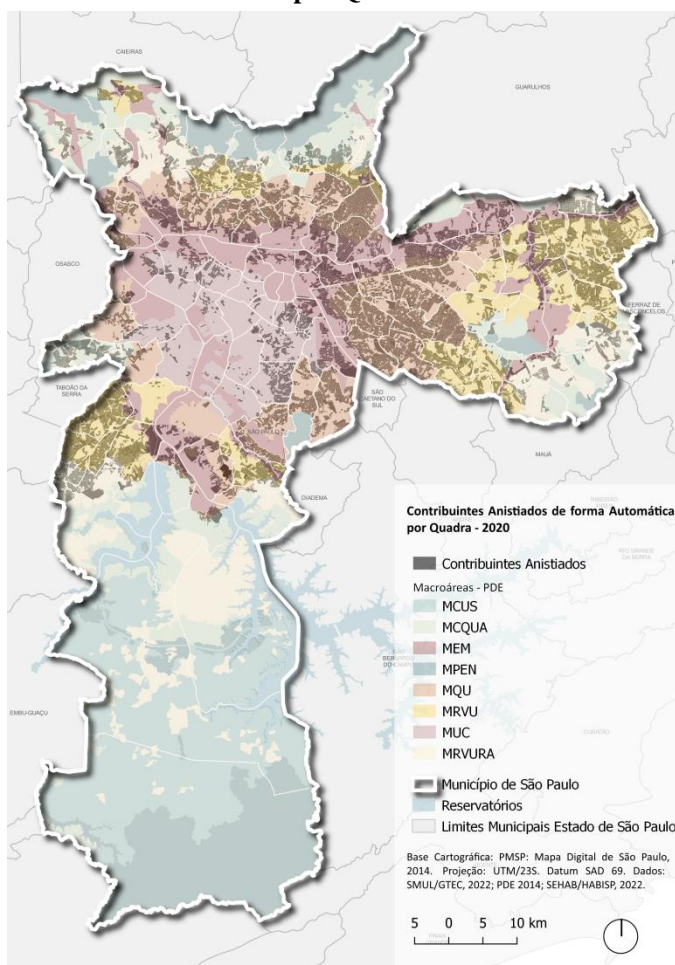 CAIEIRAS
GUARULHOS
OSASCO
FERRAZ DE
VASCONCELOS
TABOÃO DA
SERRA
SÃO
CAETANO DO
SUL
SÃO PAULO
MAUÁ
DIADEMA
EMBU-GUAÇU
Contribuintes Anistiados de forma Automática
por Quadra - 2020
Contribuintes Anistiados
Macroáreas - PDE
MCUS
MCQUA
MEM
MPEN
MQU
MRVU
MUC
MRVURA
Município de São Paulo
Reservatórios
Limites Municipais Estado de São Paulo
RIBEIRÃO
RIO GRANDE
DA SERRA
CUBATÃO
Base Cartográfica: PMSP: Mapa Digital de São Paulo,
2014. Projeção: UTM/23S. Datum SAD 69. Dados:
SMUL/GTEC, 2022; PDE 2014; SEHAB/HABISP, 2022.
5 0 5 10 km